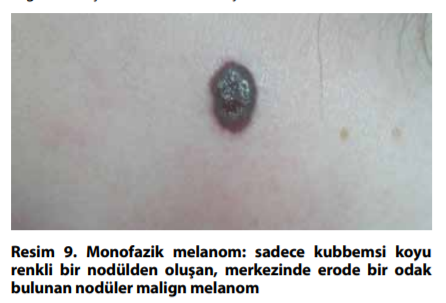 Resim 9. Monofazik melanom: sadece kubbemsi koyu
renkli bir nodülden oluşan, merkezinde erode bir odak
bulunan nodüler malign melanom